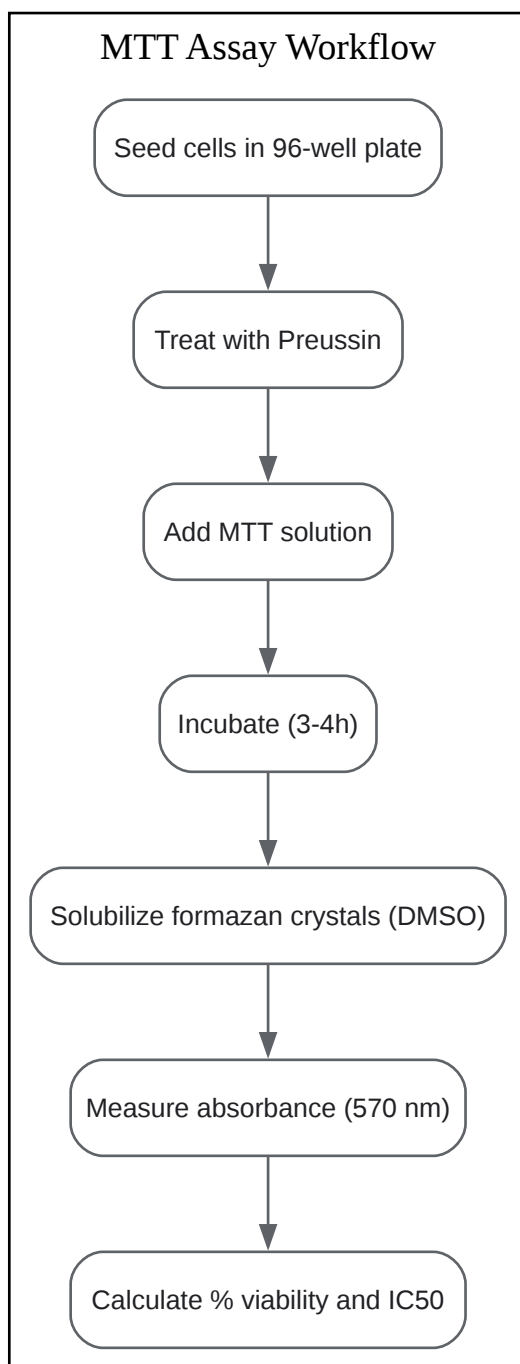 MTT Assay Workflow
Seed cells in 96-well plate
Treat with Preussin
Add MTT solution
Incubate (3-4h)
Solubilize formazan crystals (DMSO)
Measure absorbance (570 nm)
Calculate % viability and IC50